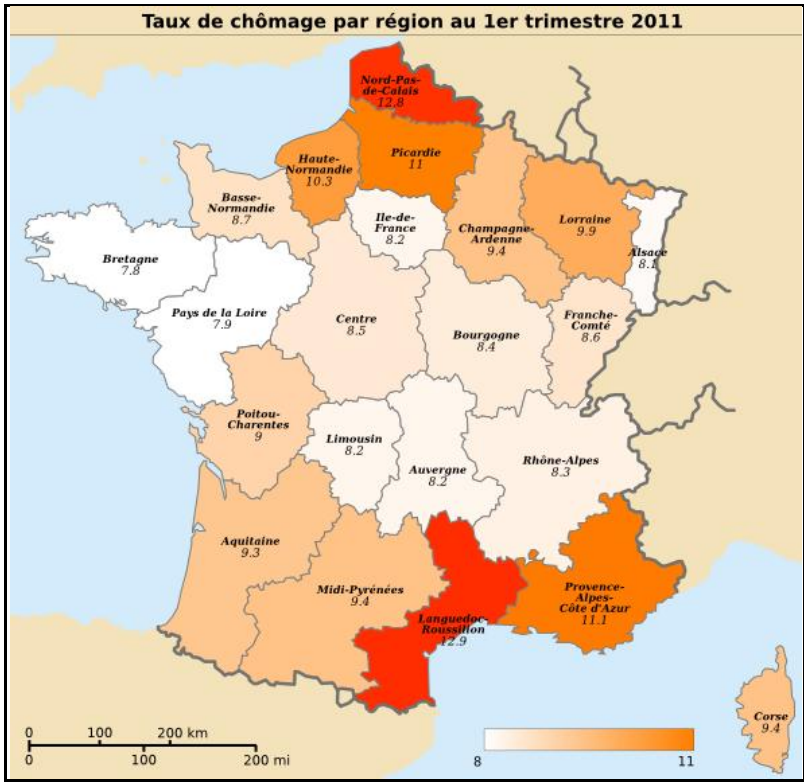 Taux de chômage par région au 1er trimestre 2011
Nord-Pas-
de-Calais
12.8
Picardie
11
Haute-
Normandie
10.3
Basse-
Normandie
8.7
Ile-de-
France
8.2
Champagne-
Ardenne
9.4
Lorraine
9.9
Alsace
8.1
Bretagne
7.8
Pays de la Loire
7.9
Centre
8.5
Bourgogne
8.4
Franche-
Comté
8.6
Poitou-
Charentes
9
Limousin
8.2
Auvergne
8.2
Rhône-Alpes
8.3
Aquitaine
9.3
Midi-Pyrénées
9.4
Languedoc-
Roussillon
12.9
Provence-
Alpes-
Côte d'Azur
11.1
Corse
9.4
0 100 200 km
0 100 200 mi
8 11